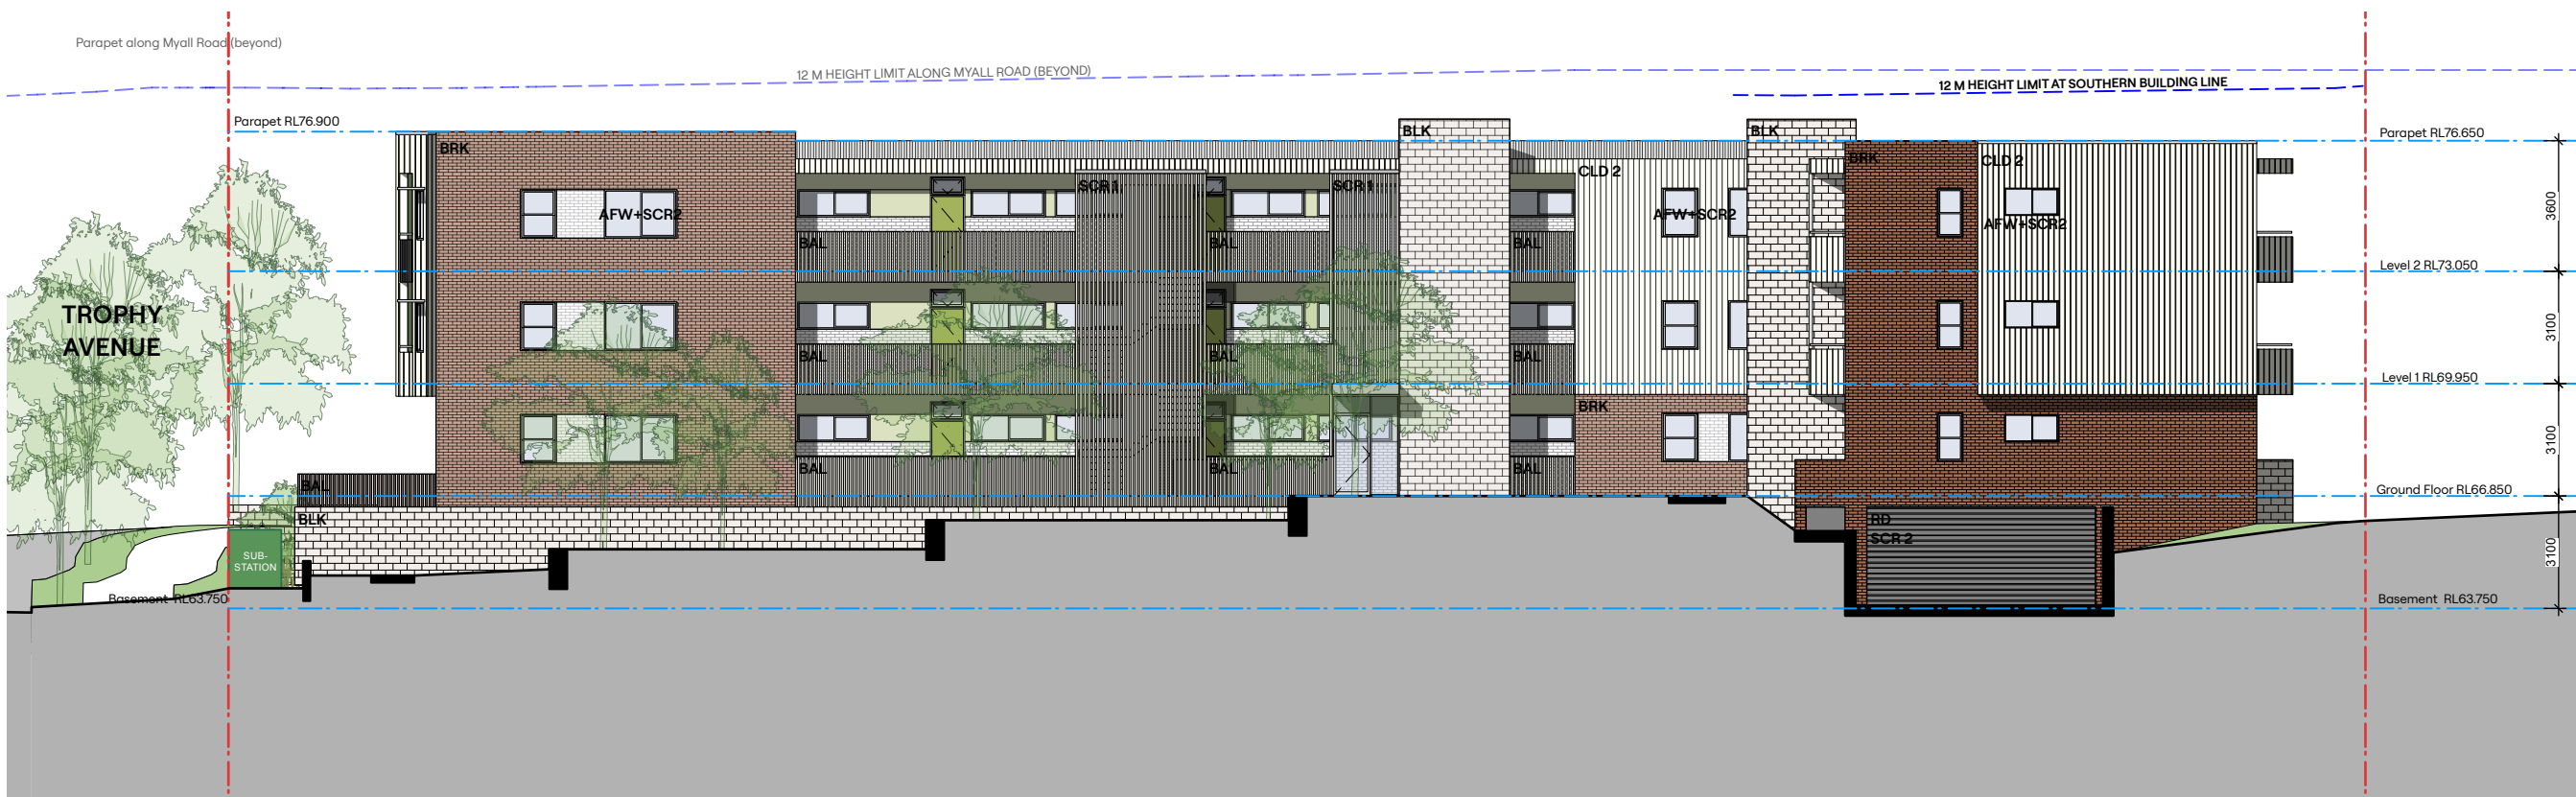 Parapet along Myall Road (beyond)
12 M HEIGHT LIMIT ALONG MYALL ROAD (BEYOND)
12 M HEIGHT LIMIT AT SOUTHERN BUILDING LINE
Parapet RL76.900
BLK
BLK
Parapet RL76.650
BRK
BRK
CLD 2
CLD 2
SCR 1
SCR 1
AFW+SCR2
AFW+SCR2
AFW+SCR2
3600
BAL
BAL
BAL
Level 2 RL73.050
TROPHY
AVENUE
3100
BAL
BAL
BAL
Level 1 RL69.950
BRK
3100
BAL
BAL
BAL
BAL
Ground Floor RL66.850
BLK
RD
SCR 2
SUB-
STATION
3100
Basement RL63.750
Basement RL63.750